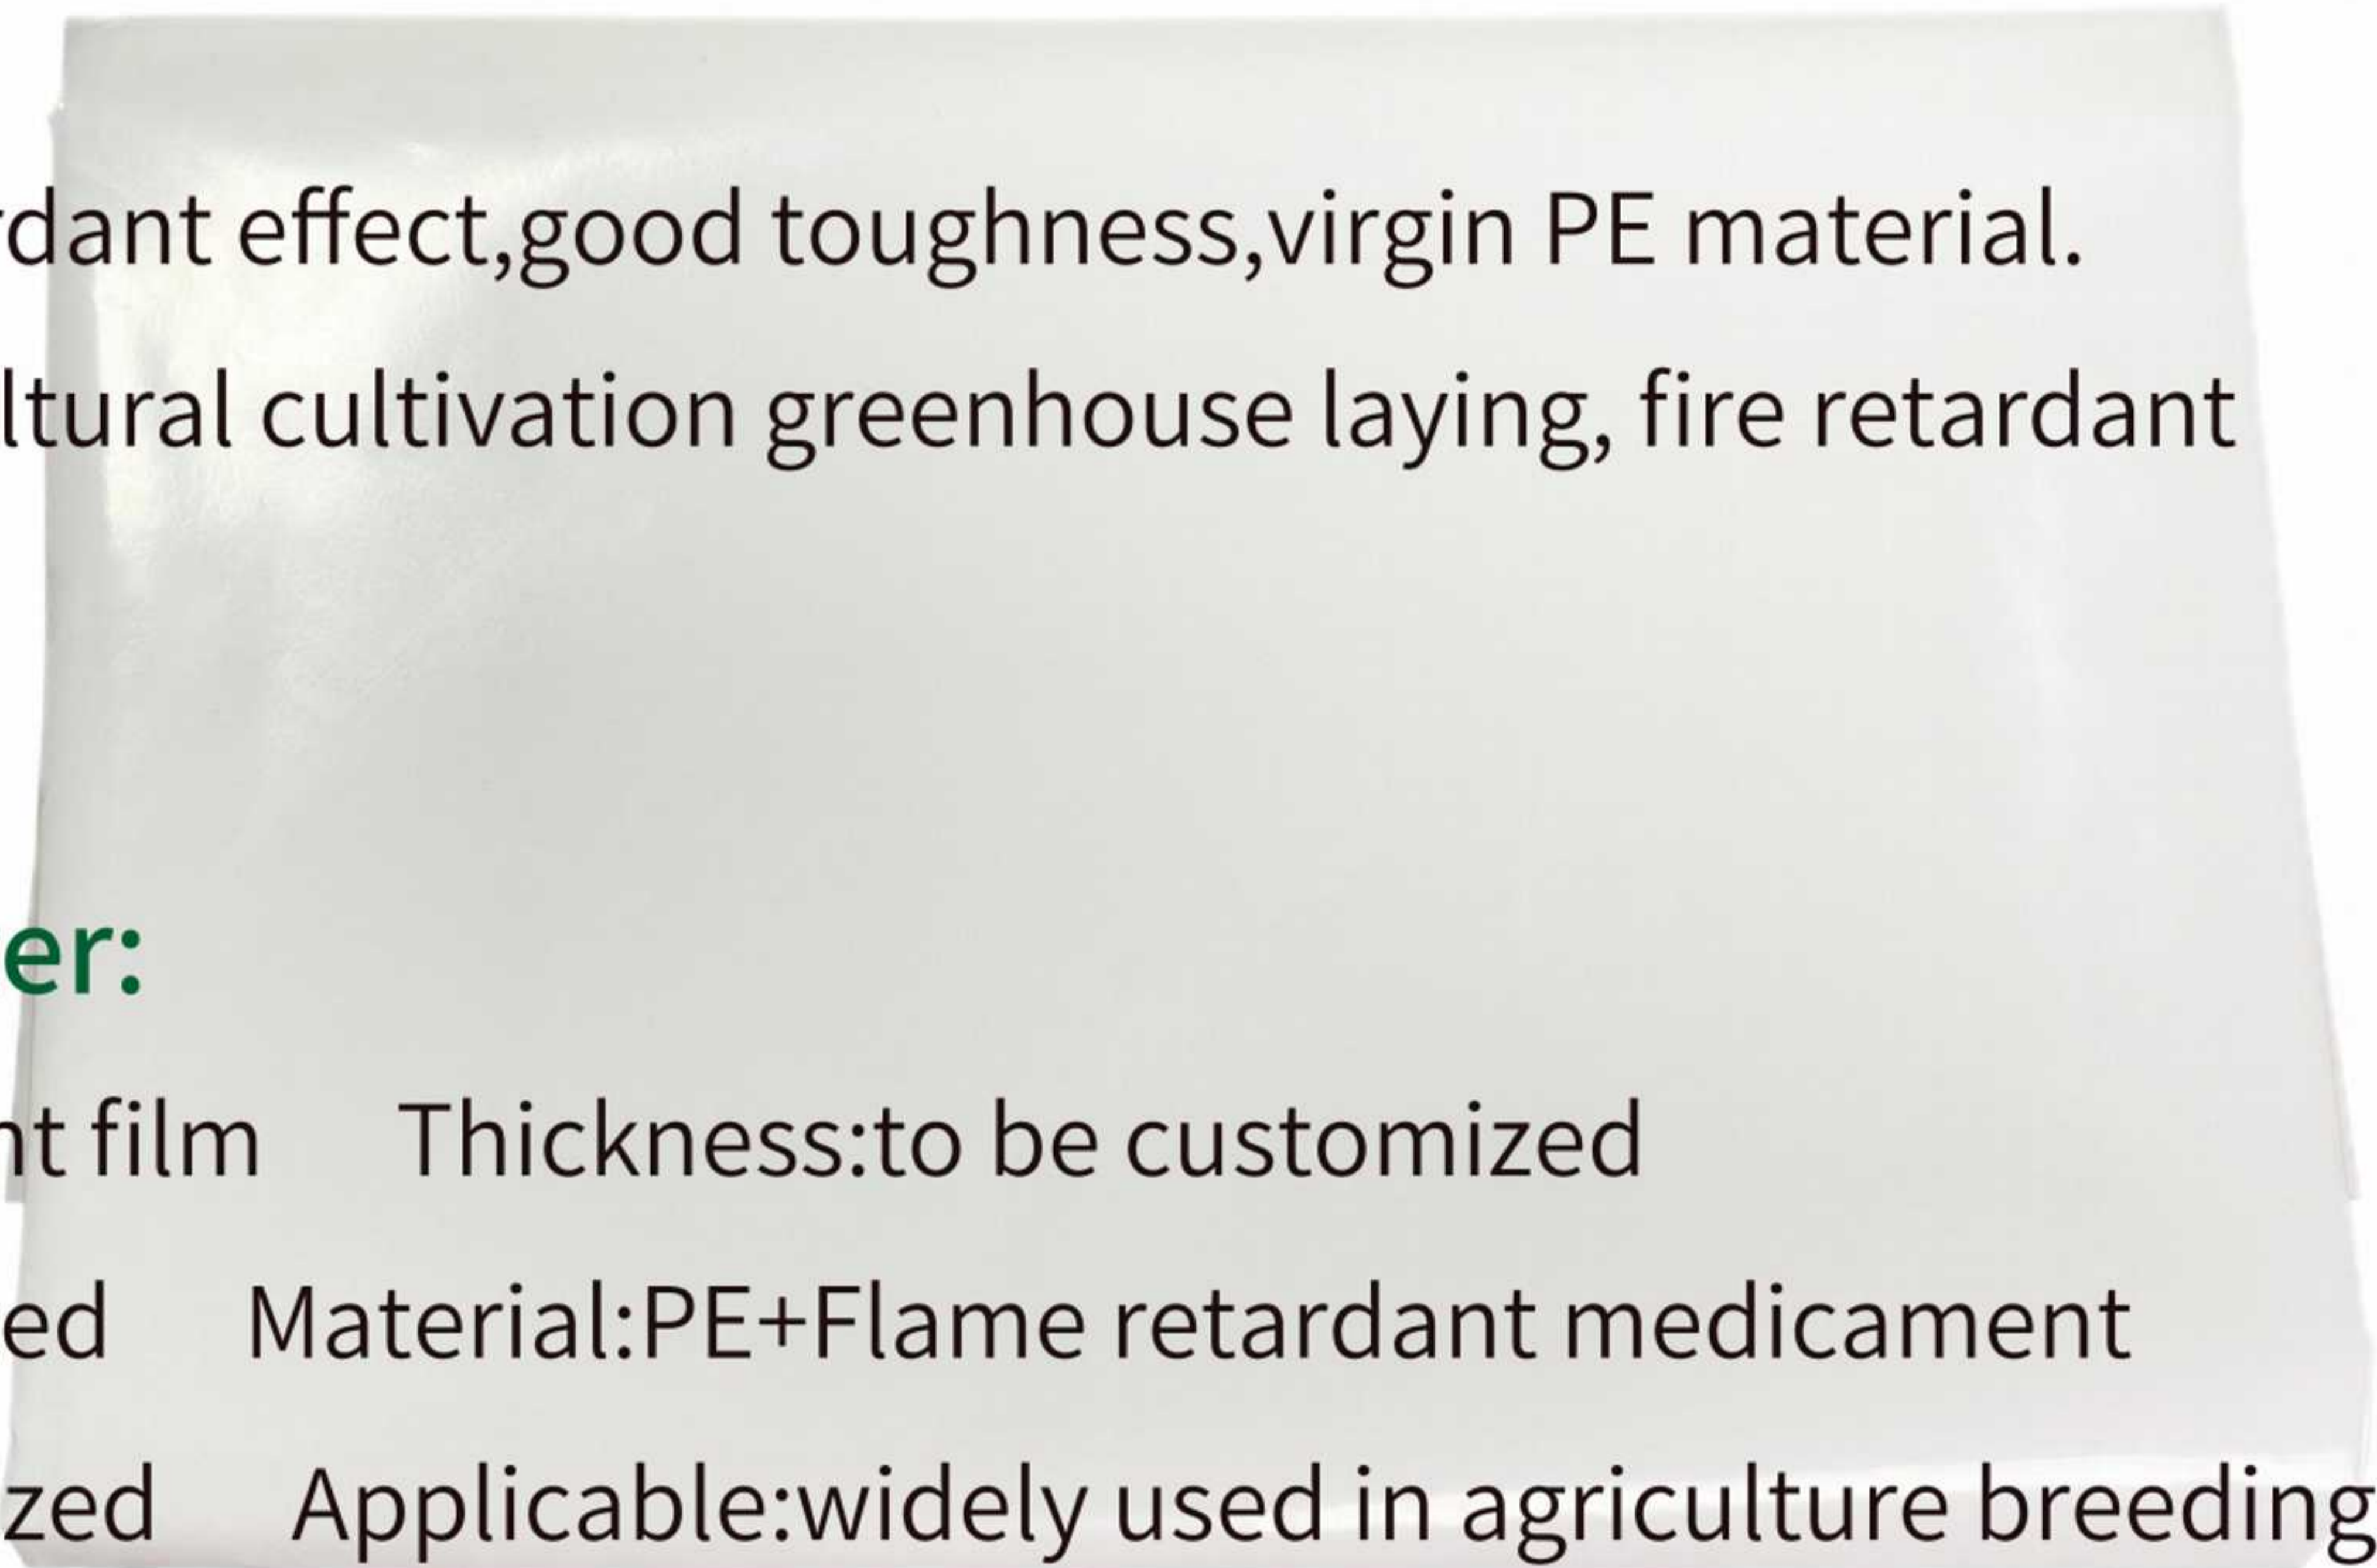 dant effect,good toughness,virgin PE material.
ltural cultivation greenhouse laying, fire retardant
er:
nt film Thickness:to be customized
ed Material:PE+Flame retardant medicament
zed Applicable:widely used in agriculture breeding